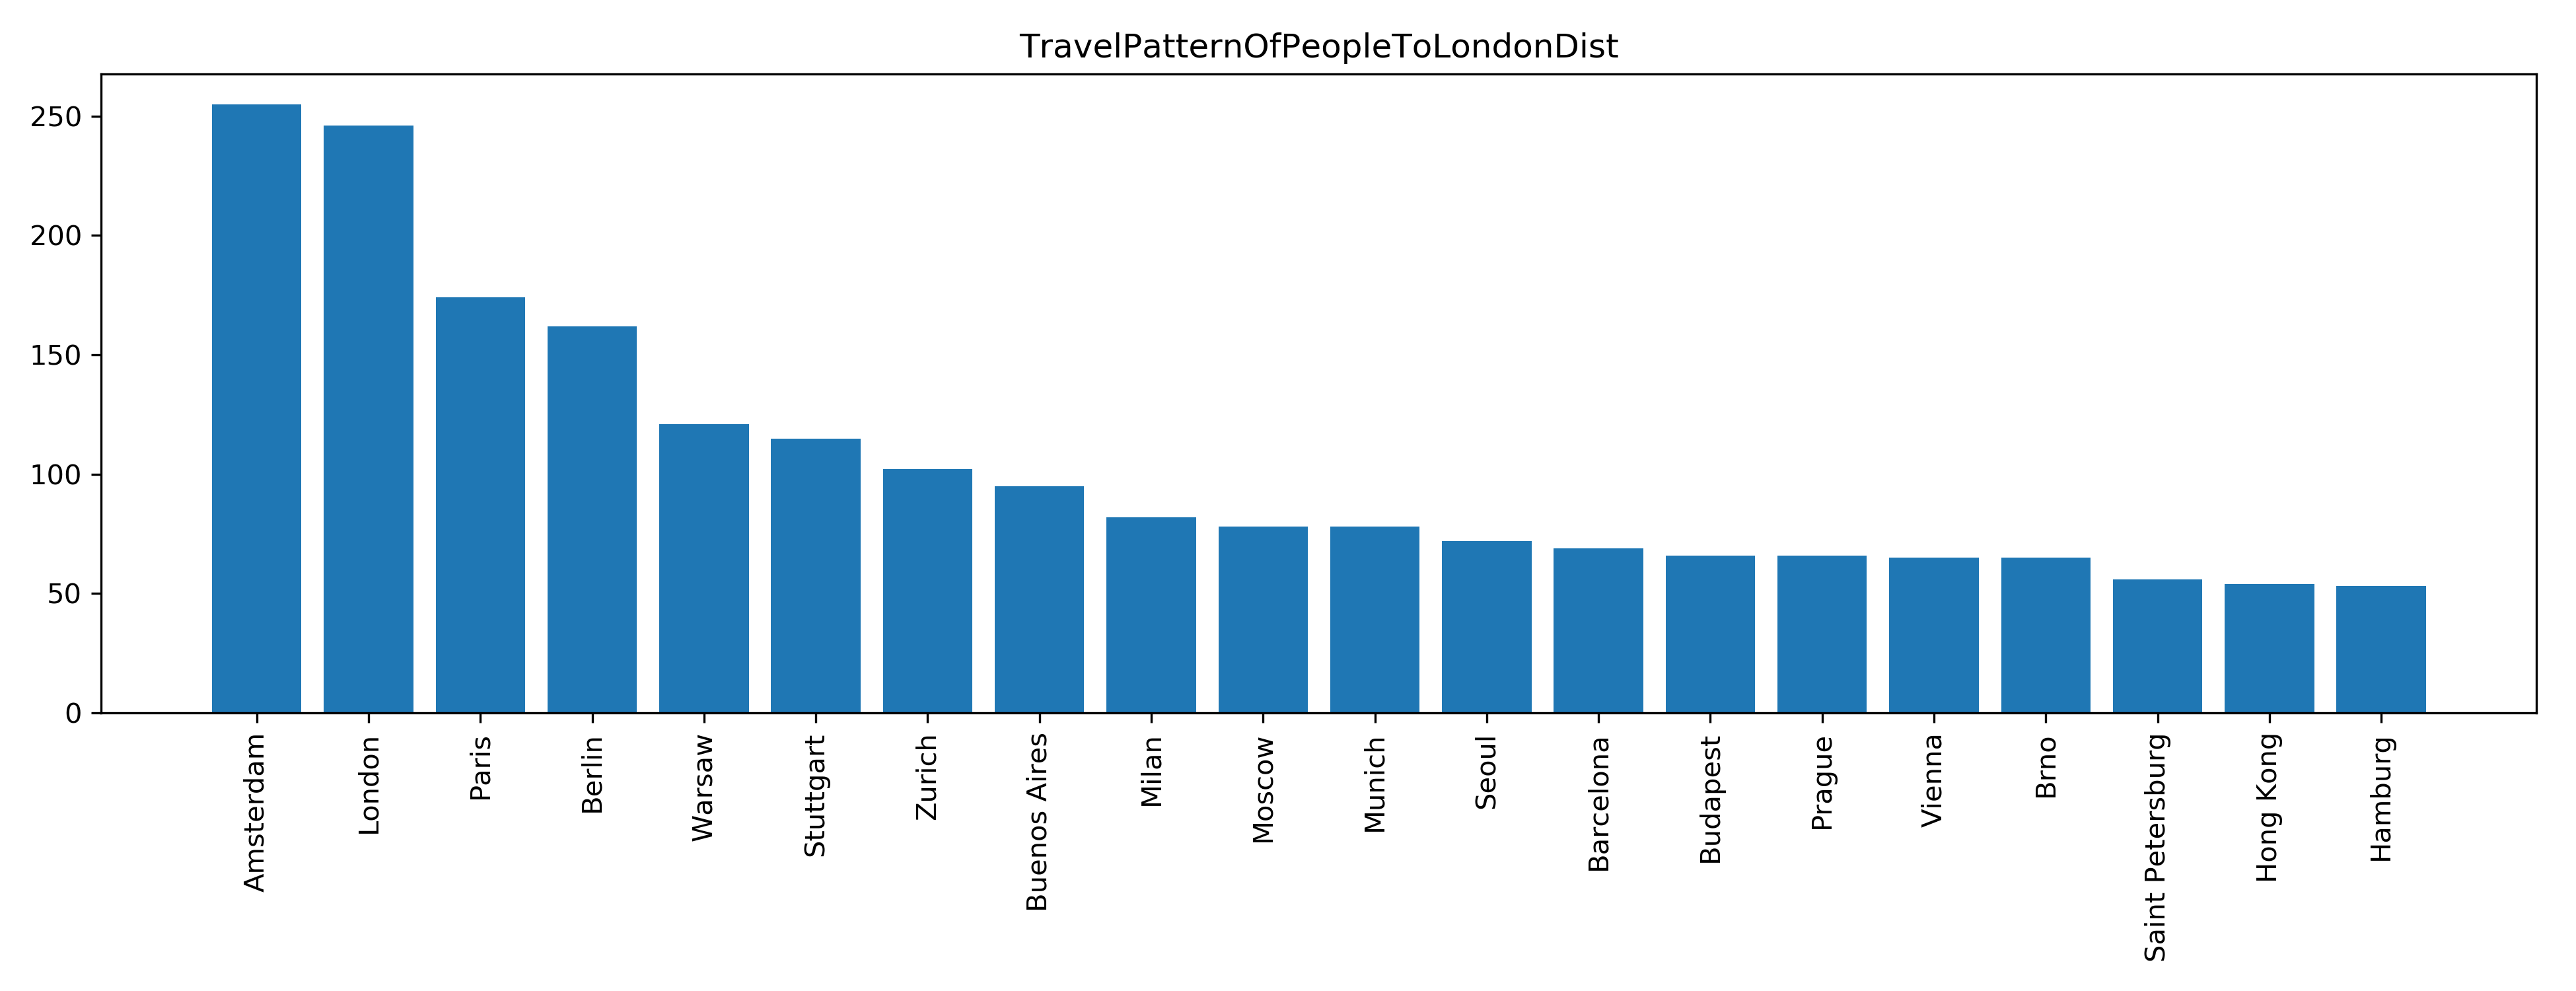 TravelPatternOfPeopleToLondonDist
250
200
150
100
50
0
Amsterdam
London
Paris
Berlin
Warsaw
Stuttgart
Zurich
Buenos Aires
Milan
Moscow
Munich
Seoul
Barcelona
Budapest
Prague
Vienna
Brno
Saint Petersburg
Hong Kong
Hamburg